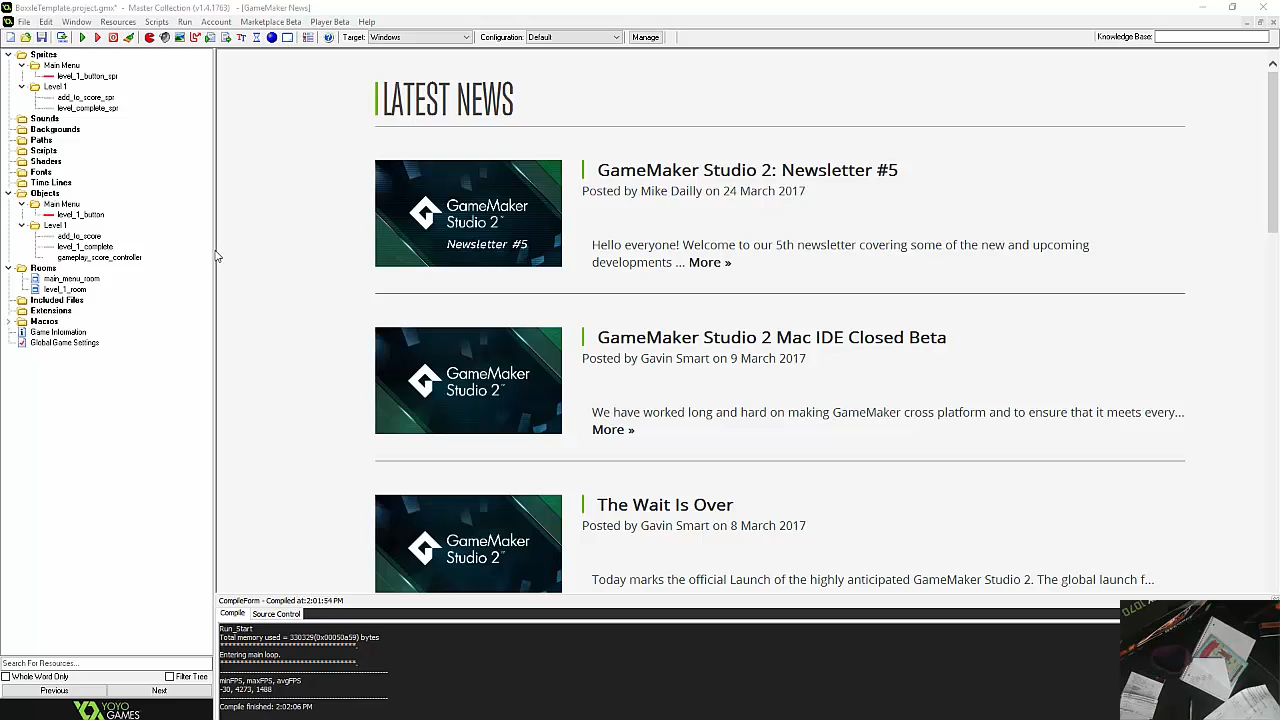 BoxxleTemplate.project.gmx* - Master Collection (v1.4.1763) - [GameMaker News]
File Edit Window Resources Scripts Run Account Marketplace Beta Player Beta Help
Target: Windows Configuration: Default Manage Knowledge Base:
Sprites
Main Menu
level_1_button_spr
Level 1
add_to_score_spr
level_complete_spr
Sounds
Backgrounds
Paths
Scripts
Shaders
Fonts
Time Lines
Objects
Main Menu
level_1_button
Level 1
add_to_score
level_1_complete
gameplay_score_controller
Rooms
main_menu_room
level_1_room
Included Files
Extensions
Macros
Game Information
Global Game Settings
Search For Resources...
Whole Word Only Filter Tree
Previous Next
YOYO
GAMES
LATEST NEWS
GameMaker
Studio 2
Newsletter #5
GameMaker Studio 2: Newsletter #5
Posted by Mike Dailly on 24 March 2017
Hello everyone! Welcome to our 5th newsletter covering some of the new and upcoming
developments ... More »
GameMaker
Studio 2
GameMaker Studio 2 Mac IDE Closed Beta
Posted by Gavin Smart on 9 March 2017
We have worked long and hard on making GameMaker cross platform and to ensure that it meets every...
More »
GameMaker
Studio 2
The Wait Is Over
Posted by Gavin Smart on 8 March 2017
Today marks the official Launch of the highly anticipated GameMaker Studio 2. The global launch f...
CompileForm - Compiled at:2:01:54 PM
Compile Source Control
Run_Start
Total memory used = 330329(0x00050a59) bytes
Entering main loop.
minFPS, maxFPS, avgFPS
-30, 4273, 1488
Compile finished: 2:02:06 PM